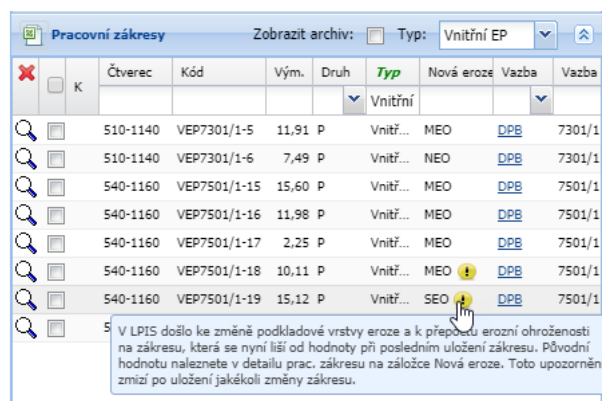 Pracovní zákresy Zobrazit archiv: Typ: Vnitřní EP
K Čtverec Kód Vým. Druh Typ Nová eroze Vazba Vazba
Vnitřní
510-1140 VEP7301/1-5 11,91 P Vnitř... MEO DPB 7301/1
510-1140 VEP7301/1-6 7,49 P Vnitř... NEO DPB 7301/1
540-1160 VEP7501/1-15 15,60 P Vnitř... MEO DPB 7501/1
540-1160 VEP7501/1-16 11,98 P Vnitř... MEO DPB 7501/1
540-1160 VEP7501/1-17 2,25 P Vnitř... MEO DPB 7501/1
540-1160 VEP7501/1-18 10,11 P Vnitř... MEO ! DPB 7501/1
540-1160 VEP7501/1-19 15,12 P Vnitř... SEO ! DPB 7501/1
5
V LPIS došlo ke změně podkladové vrstvy eroze a k přepočtu erozní ohroženosti
na zákresu, která se nyní liší od hodnoty při posledním uložení zákresu. Původní
hodnotu naleznete v detailu prac. zákresu na záložce Nová eroze. Toto upozorněn
zmizí po uložení jakékoli změny zákresu.